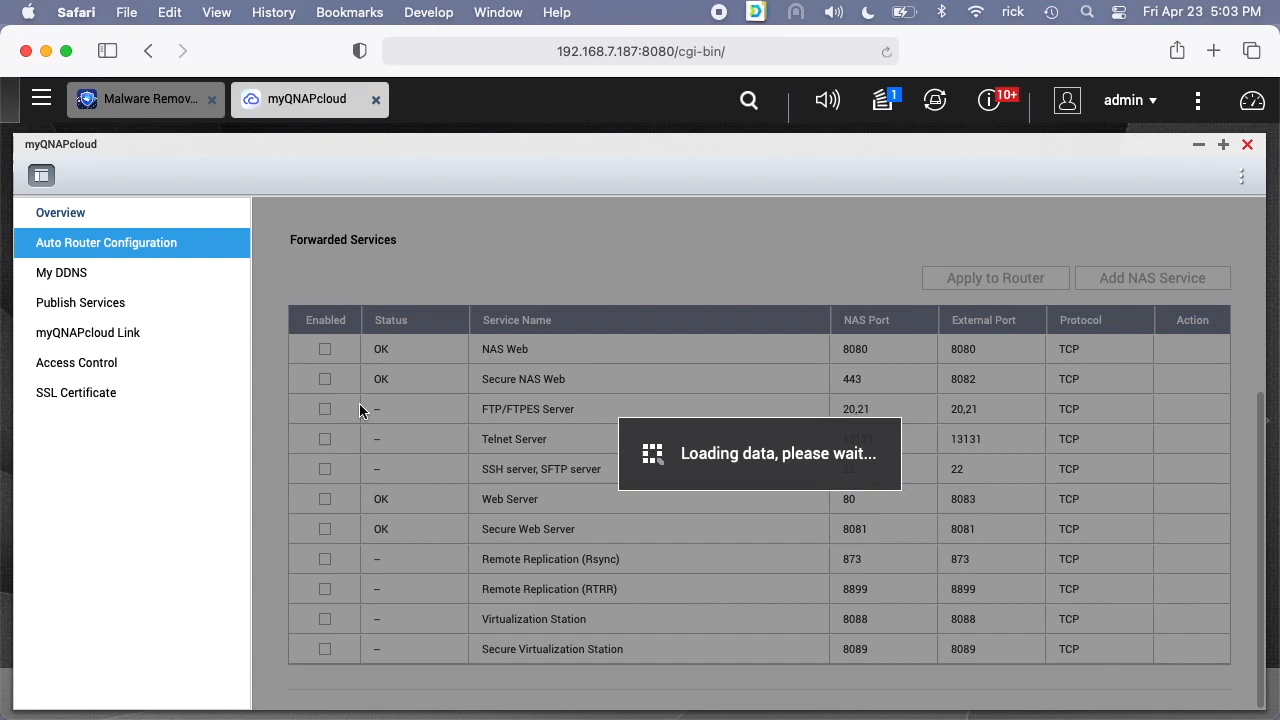 Safari File Edit View History Bookmarks Develop Window Help rick Fri Apr 23 5:03 PM
192.168.7.187:8080/cgi-bin/
Malware Remov... myQNAPcloud 1 10+ admin
myQNAPcloud
Overview
Auto Router Configuration
My DDNS
Publish Services
myQNAPcloud Link
Access Control
SSL Certificate
Forwarded Services
Apply to Router Add NAS Service
Enabled Status Service Name NAS Port External Port Protocol Action
OK NAS Web 8080 8080 TCP
OK Secure NAS Web 443 8082 TCP
-- FTP/FTPES Server 20,21 20,21 TCP
-- Telnet Server 13131 13131 TCP
-- SSH server, SFTP server 22 22 TCP
OK Web Server 80 8083 TCP
OK Secure Web Server 8081 8081 TCP
-- Remote Replication (Rsync) 873 873 TCP
-- Remote Replication (RTRR) 8899 8899 TCP
-- Virtualization Station 8088 8088 TCP
-- Secure Virtualization Station 8089 8089 TCP
Loading data, please wait...